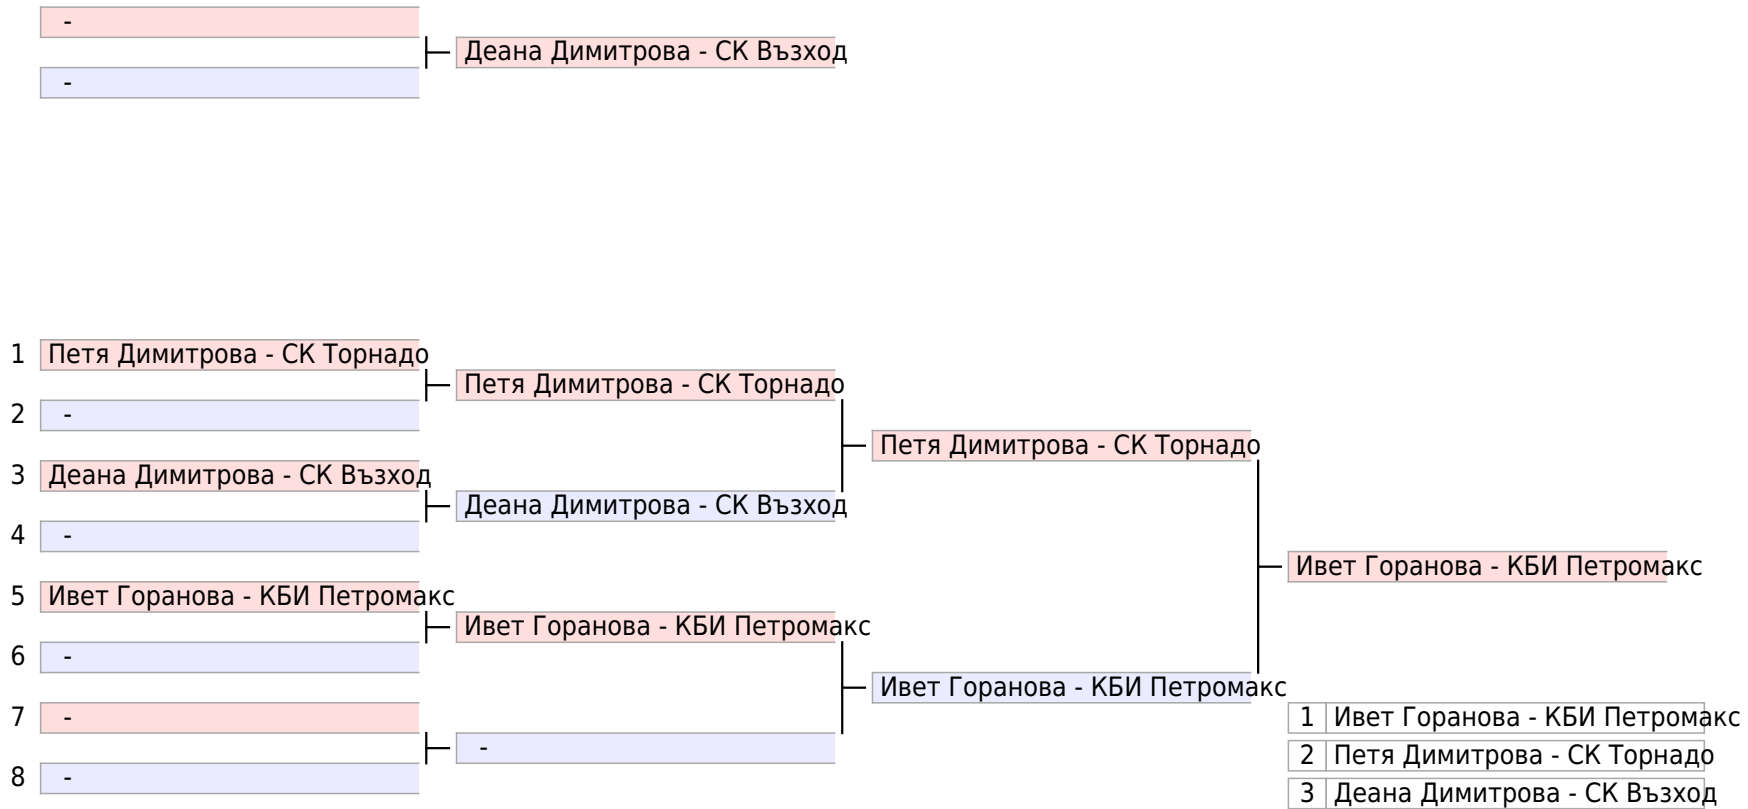 -
Деана Димитрова - СК Възход
-
1 Петя Димитрова - СК Торнадо
Петя Димитрова - СК Торнадо
2 -
Петя Димитрова - СК Торнадо
3 Деана Димитрова - СК Възход
Деана Димитрова - СК Възход
4 -
Ивет Горанова - КБИ Петромакс
5 Ивет Горанова - КБИ Петромакс
Ивет Горанова - КБИ Петромакс
6 -
Ивет Горанова - КБИ Петромакс
7 -
-
8 -
1 Ивет Горанова - КБИ Петромакс
2 Петя Димитрова - СК Торнадо
3 Деана Димитрова - СК Възход